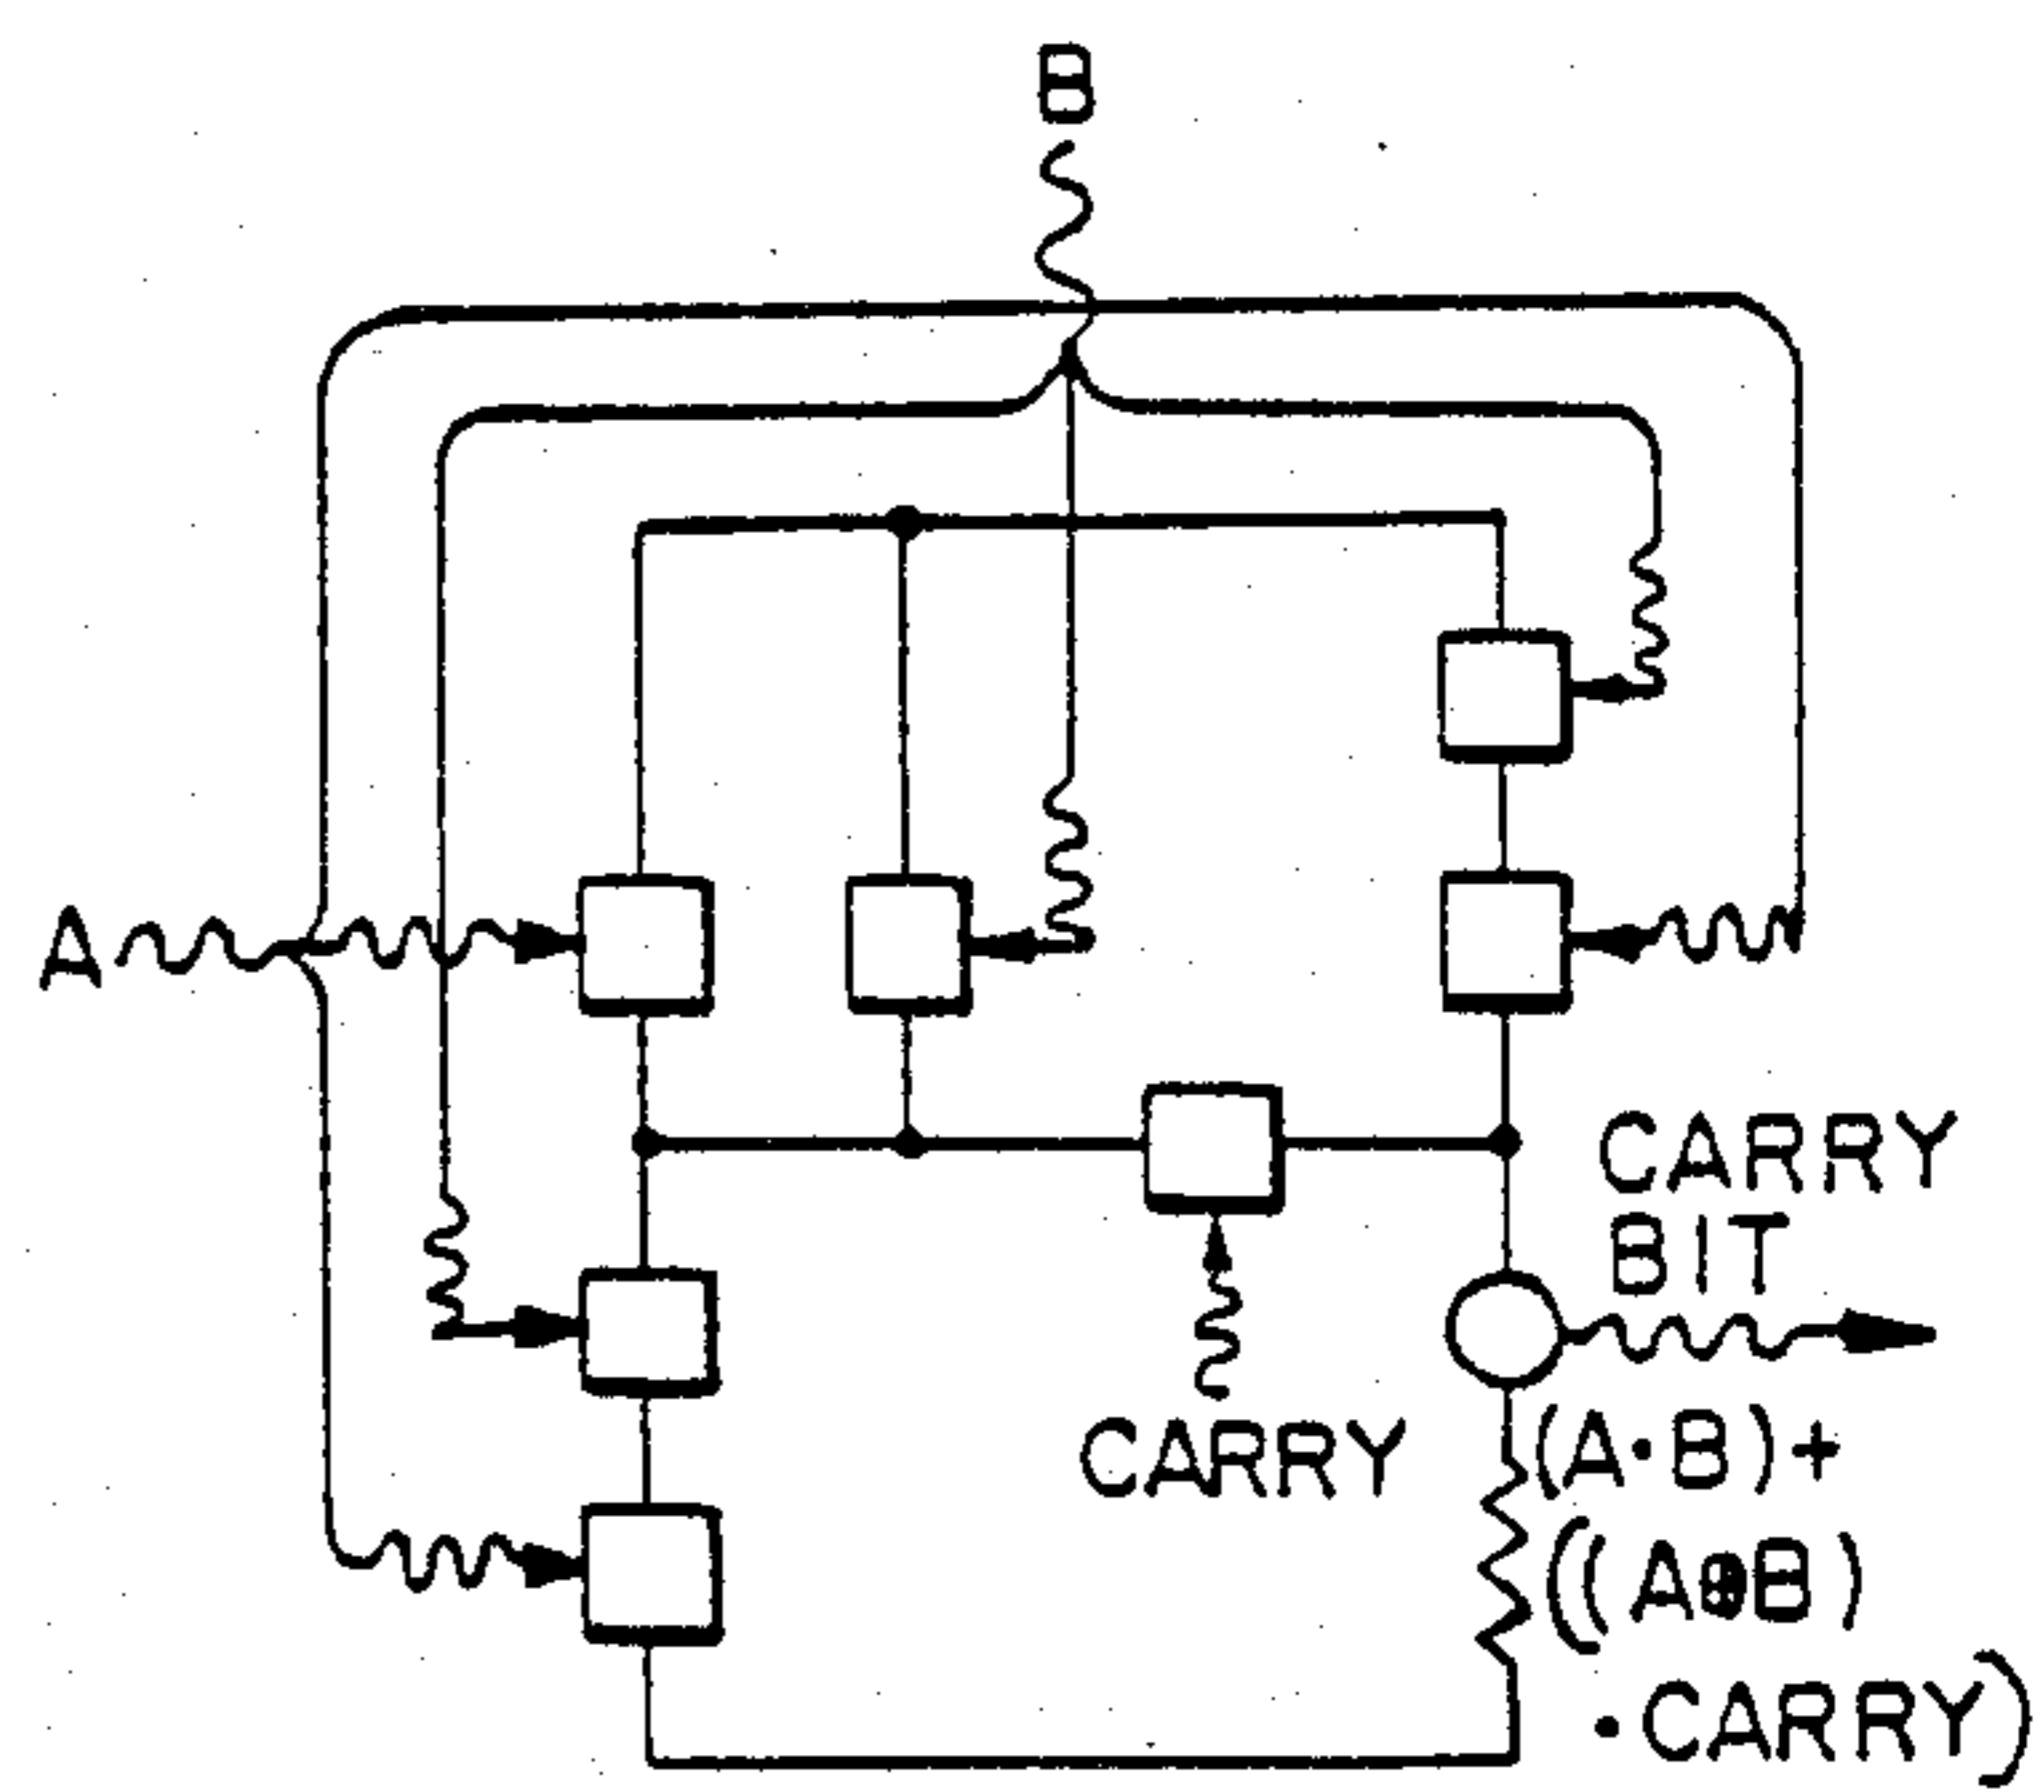 B
A
CARRY
BIT
CARRY
(A·B)+
((A⊕B)
·CARRY)